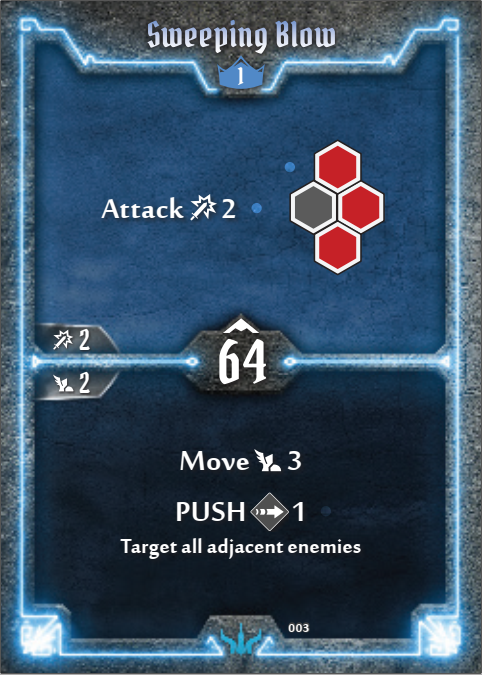 Sweeping Blow
1
Attack 2
2
64
2
Move 3
PUSH 1
Target all adjacent enemies
003